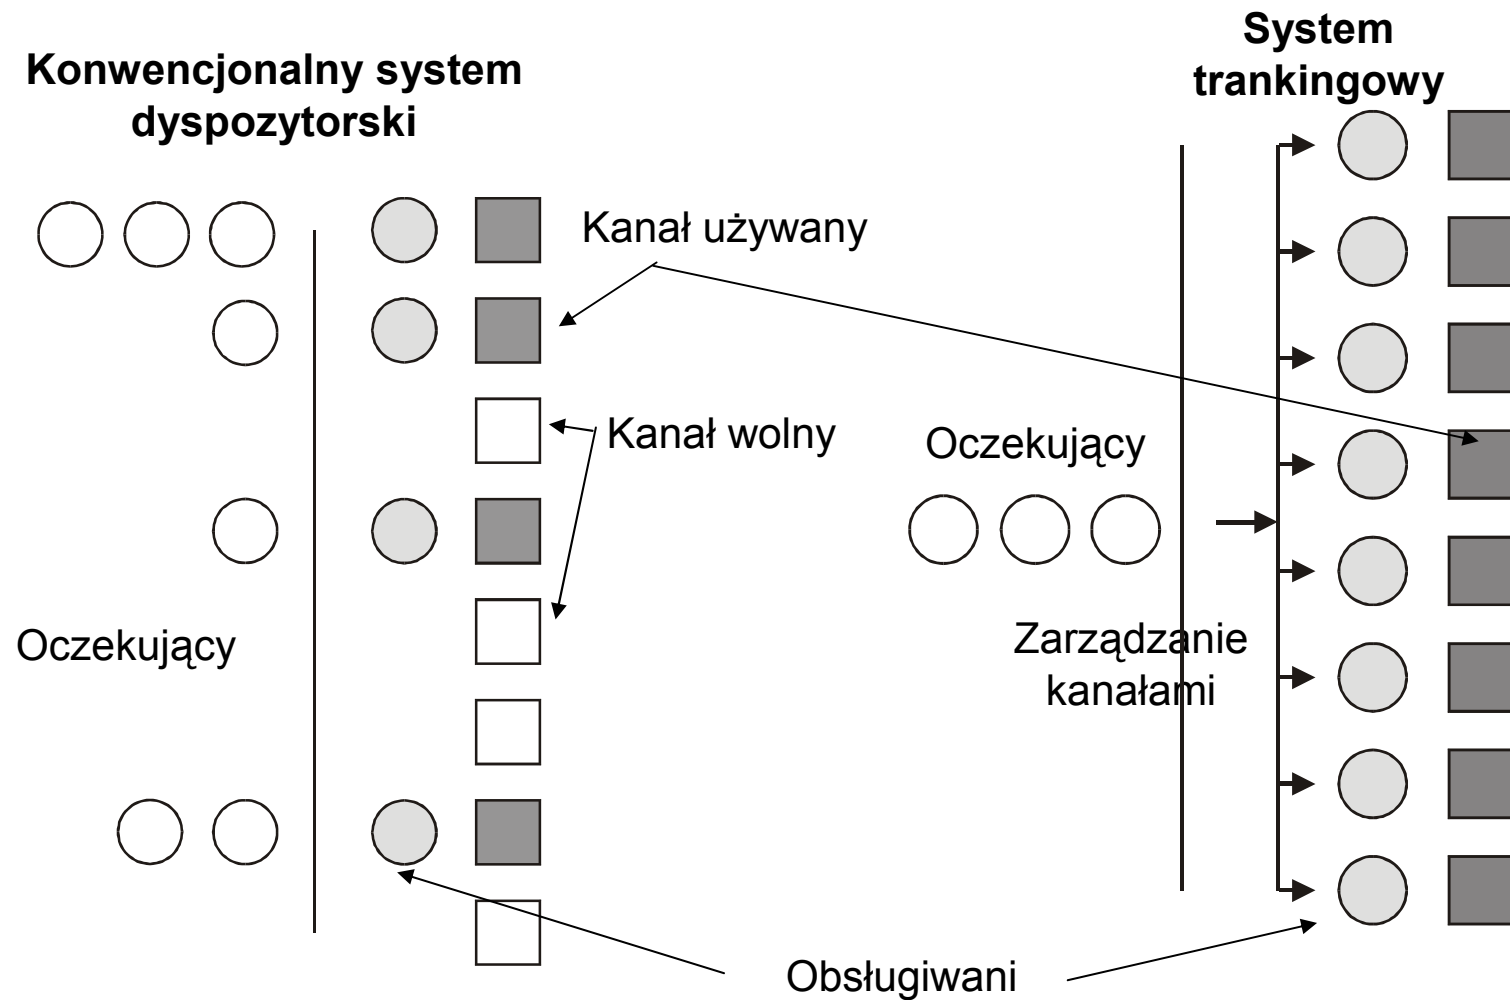 Konwencjonalny system
dyspozytorski
System
trankingowy
Kanał używany
Kanał wolny
Oczekujący
Oczekujący
Zarządzanie
kanałami
Obsługiwani